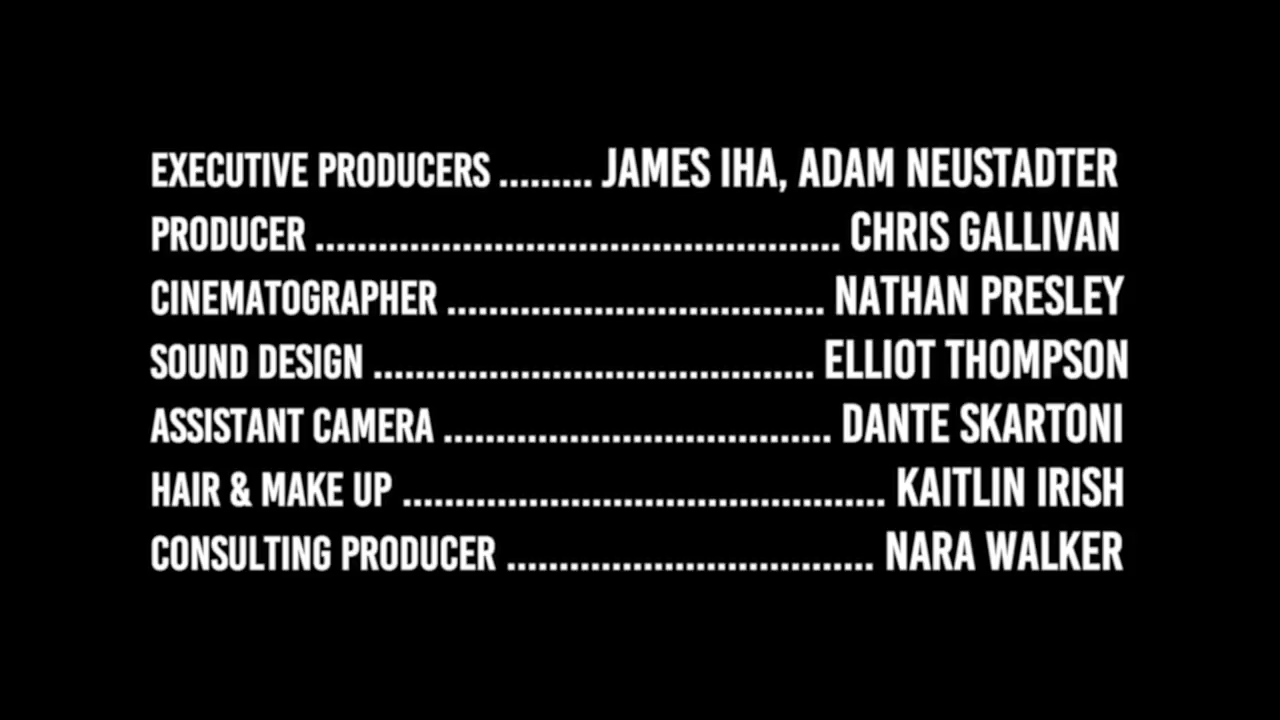 EXECUTIVE PRODUCERS ......... JAMES IHA, ADAM NEUSTADTER
PRODUCER .................................................. CHRIS GALLIVAN
CINEMATOGRAPHER .................................... NATHAN PRESLEY
SOUND DESIGN .......................................... ELLIOT THOMPSON
ASSISTANT CAMERA ..................................... DANTE SKARTONI
HAIR & MAKE UP .............................................. KAITLIN IRISH
CONSULTING PRODUCER ................................... NARA WALKER